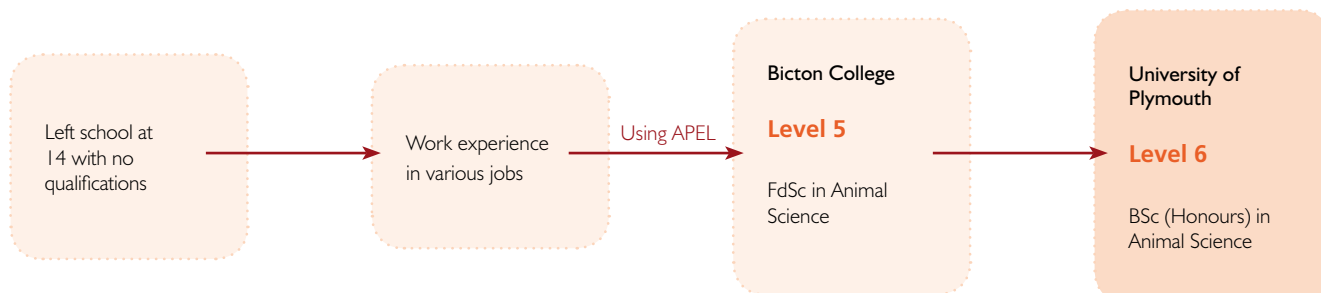 Left school at
14 with no
qualifications
Work experience
in various jobs
Using APEL
Bicton College
Level 5
FdSc in Animal
Science
University of
Plymouth
Level 6
BSc (Honours) in
Animal Science